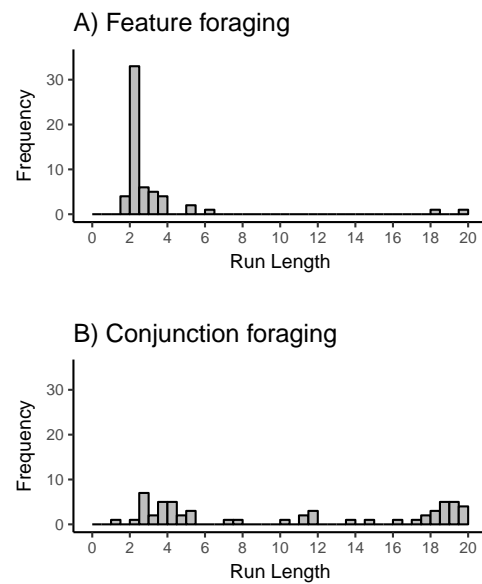 A) Feature foraging
30
20
10
0
Frequency
0 2 4 6 8 10 12 14 16 18 20
Run Length
B) Conjunction foraging
30
20
10
0
Frequency
0 2 4 6 8 10 12 14 16 18 20
Run Length